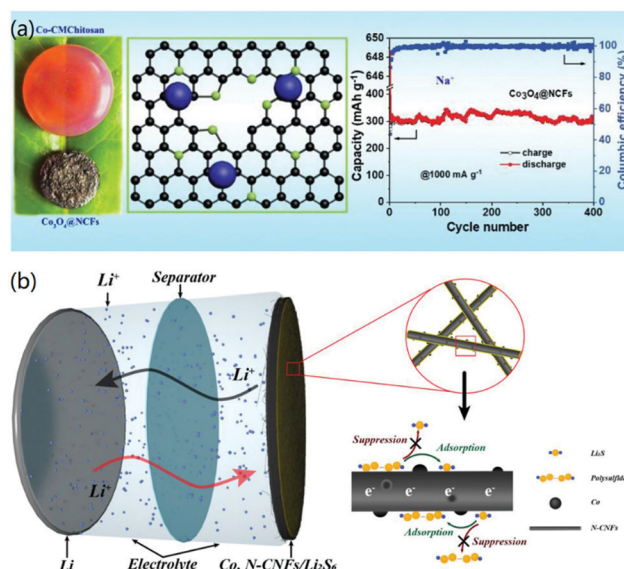 (a)
Co-CMChitosan
Co₃O₄@NCFs
650
648
646
400
300
200
100
0
Capacity (mAh g⁻¹)
Na⁺
Co₃O₄@NCFs
charge
discharge
@1000 mA g⁻¹
0 100 200 300 400
Cycle number
100
80
60
40
20
0
Columbic efficiency (%)
(b)
Li⁺
Separator
Li⁺
Li⁺
Li
Electrolyte
Co, N-CNFs/Li₂S₆
Suppression
Adsorption
e⁻ e⁻ e⁻ e⁻
Adsorption
Suppression
Li₂S
Polysulfide
Co
N-CNFs